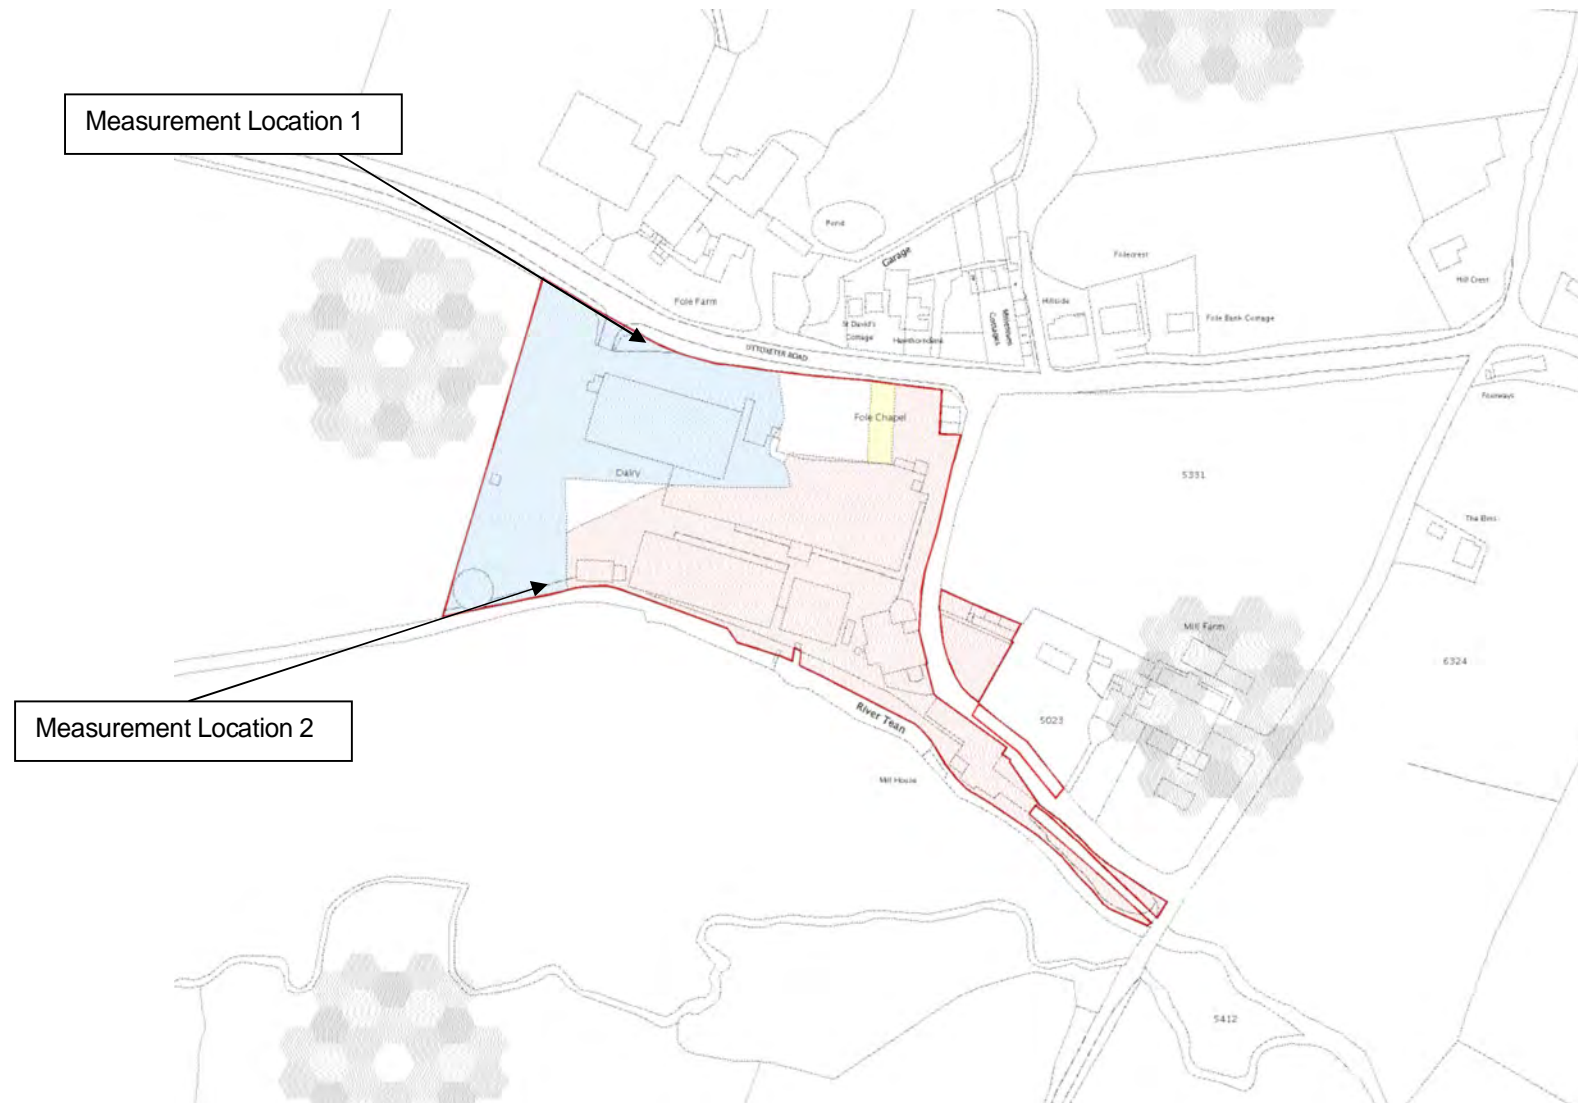 Measurement Location 1
Pond
Garage
Folecrest
Hill Crest
Fole Farm
Hillside
Fole Bank Cottage
St David's
Cottage
Hawthorndene
Cottages
UTTOXETER ROAD
Foxways
Fole Chapel
Dairy
5331
The Elms
Mill Farm
6324
5023
River Tean
Measurement Location 2
Mill House
5412